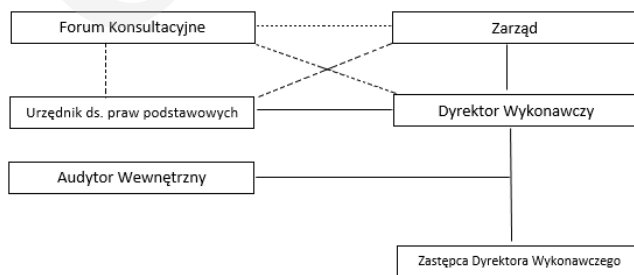 Forum Konsultacyjne
Zarząd
Urzędnik ds. praw podstawowych
Dyrektor Wykonawczy
Audytor Wewnętrzny
Zastępca Dyrektora Wykonawczego